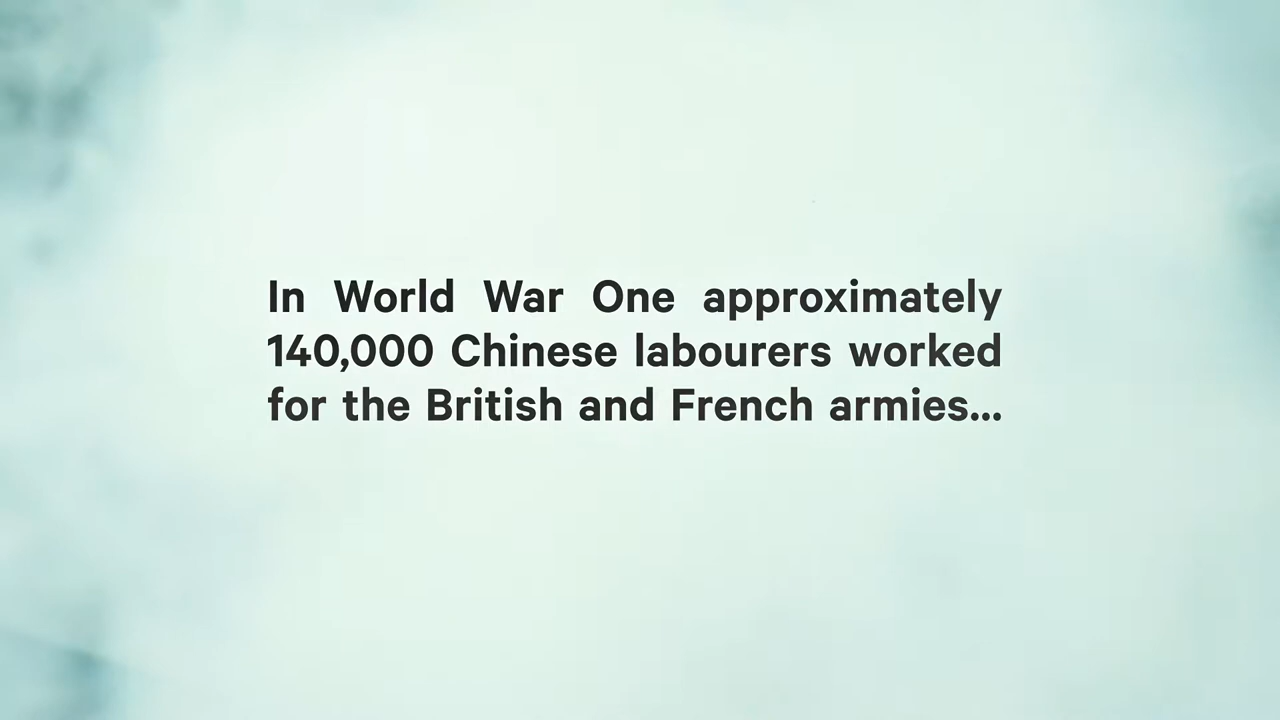 In World War One approximately
140,000 Chinese labourers worked
for the British and French armies...